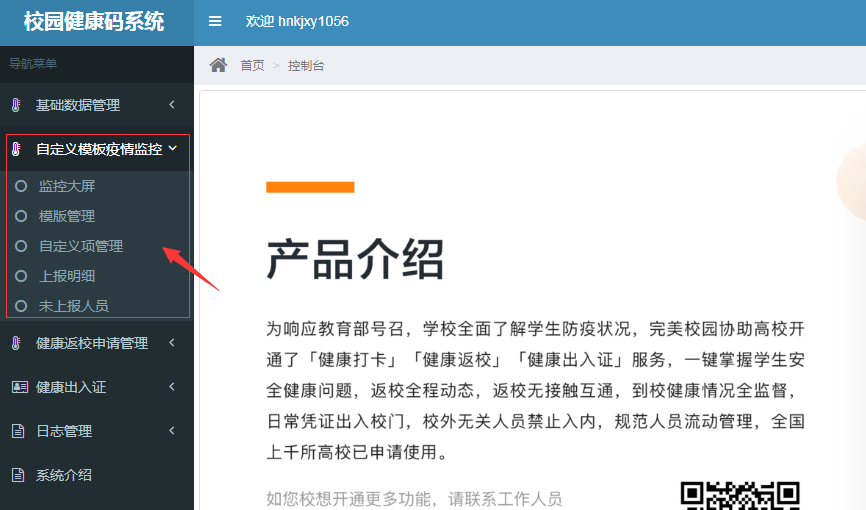 校园健康码系统
欢迎 hnkjxy1056
导航菜单
首页 > 控制台
基础数据管理
自定义模板疫情监控
监控大屏
模版管理
自定义项管理
上报明细
未上报人员
健康返校申请管理
健康出入证
日志管理
系统介绍
产品介绍
为响应教育部号召，学校全面了解学生防疫状况，完美校园协助高校开
通了「健康打卡」「健康返校」「健康出入证」服务，一键掌握学生安
全健康问题，返校全程动态，返校无接触互通，到校健康情况全监督，
日常凭证出入校门，校外无关人员禁止入内，规范人员流动管理，全国
上千所高校已申请使用。
如您校想开通更多功能，请联系工作人员